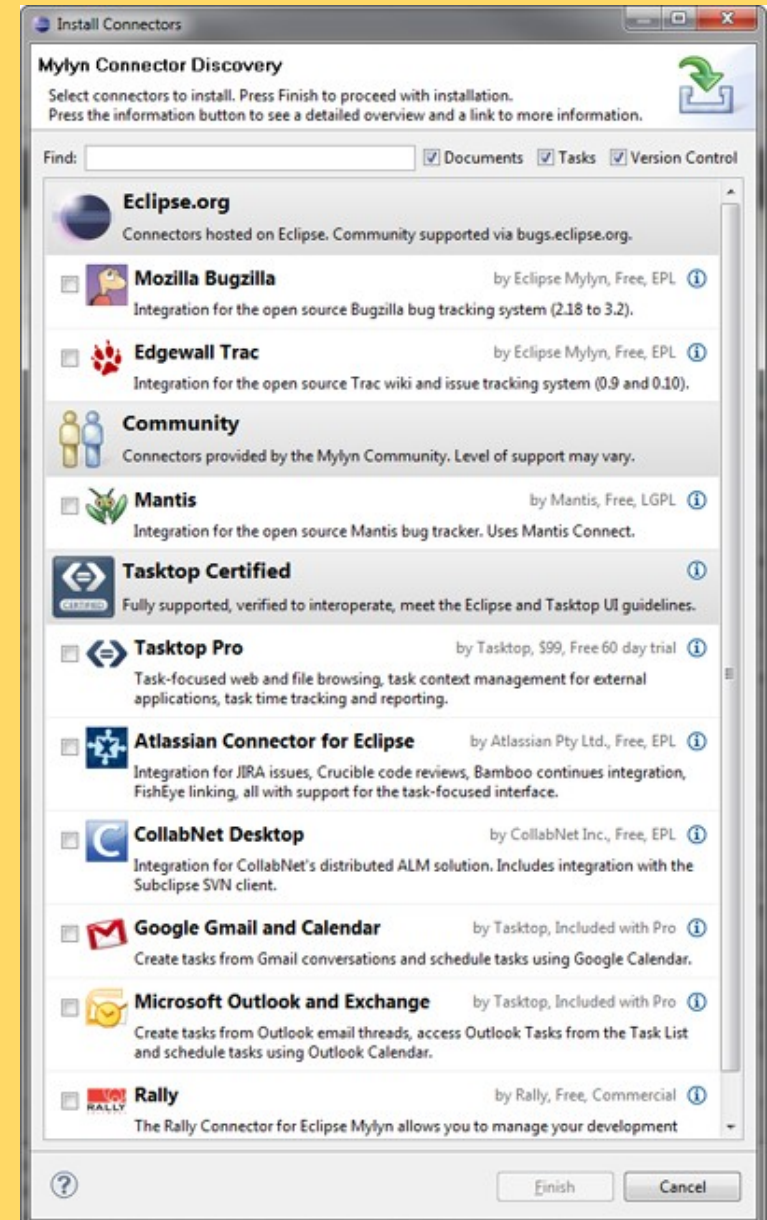 Install Connectors
Mylyn Connector Discovery
Select connectors to install. Press Finish to proceed with installation.
Press the information button to see a detailed overview and a link to more information.
Find: Documents Tasks Version Control
Eclipse.org
Connectors hosted on Eclipse. Community supported via bugs.eclipse.org.
Mozilla Bugzilla by Eclipse Mylyn, Free, EPL
Integration for the open source Bugzilla bug tracking system (2.18 to 3.2).
Edgewall Trac by Eclipse Mylyn, Free, EPL
Integration for the open source Trac wiki and issue tracking system (0.9 and 0.10).
Community
Connectors provided by the Mylyn Community. Level of support may vary.
Mantis by Mantis, Free, LGPL
Integration for the open source Mantis bug tracker. Uses Mantis Connect.
Tasktop Certified
CERTIFIED
Fully supported, verified to interoperate, meet the Eclipse and Tasktop UI guidelines.
Tasktop Pro by Tasktop, $99, Free 60 day trial
Task-focused web and file browsing, task context management for external
applications, task time tracking and reporting.
Atlassian Connector for Eclipse by Atlassian Pty Ltd., Free, EPL
Integration for JIRA issues, Crucible code reviews, Bamboo continues integration,
FishEye linking, all with support for the task-focused interface.
CollabNet Desktop by CollabNet Inc., Free, EPL
Integration for CollabNet's distributed ALM solution. Includes integration with the
Subclipse SVN client.
Google Gmail and Calendar by Tasktop, Included with Pro
Create tasks from Gmail conversations and schedule tasks using Google Calendar.
Microsoft Outlook and Exchange by Tasktop, Included with Pro
Create tasks from Outlook email threads, access Outlook Tasks from the Task List
and schedule tasks using Outlook Calendar.
RALLY Rally by Rally, Free, Commercial
The Rally Connector for Eclipse Mylyn allows you to manage your development
Finish Cancel